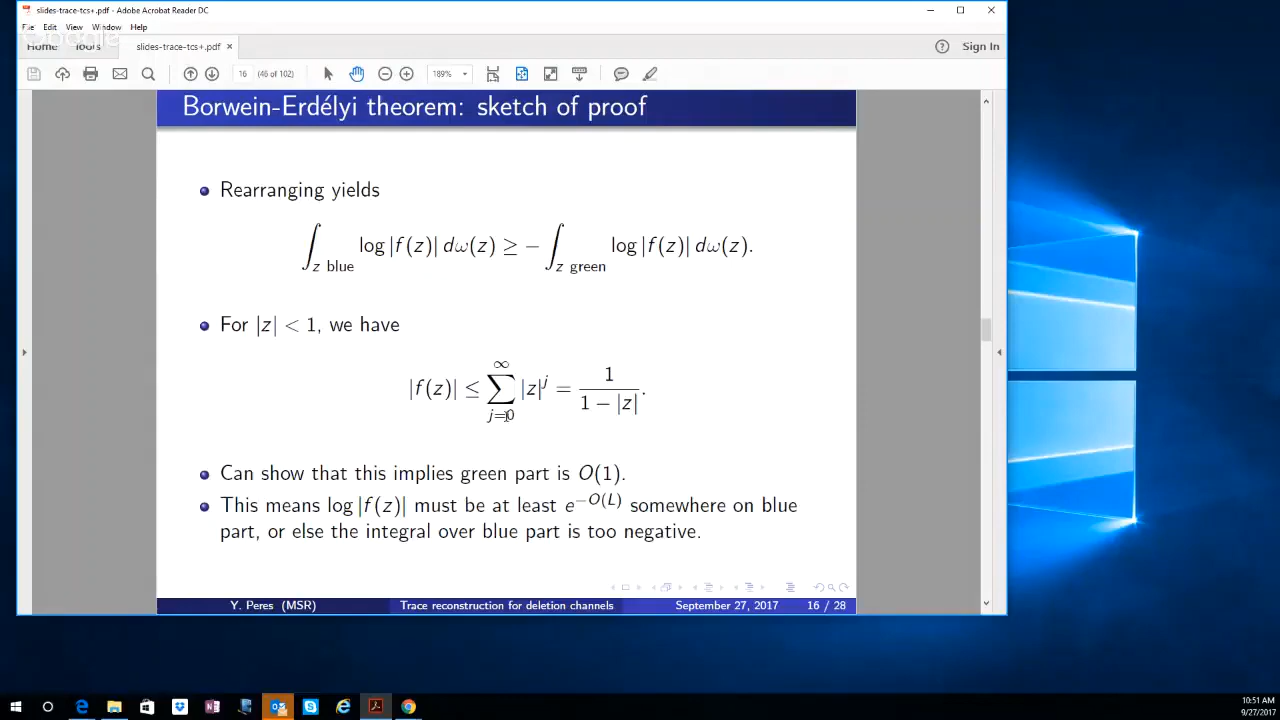 slides-trace-tcs+.pdf - Adobe Acrobat Reader DC
File Edit View Window Help
Home Tools slides-trace-tcs+.pdf × Sign In
16 (46 of 102) 189%
Borwein-Erdélyi theorem: sketch of proof
Rearranging yields
∫_{z blue} log |f(z)| dω(z) ≥ − ∫_{z green} log |f(z)| dω(z).
For |z| < 1, we have
|f(z)| ≤ ∑_{j=0}^{∞} |z|^j = 1 / (1 − |z|).
Can show that this implies green part is O(1).
This means log |f(z)| must be at least e^{−O(L)} somewhere on blue
part, or else the integral over blue part is too negative.
Y. Peres (MSR) Trace reconstruction for deletion channels September 27, 2017 16 / 28
10:51 AM
9/27/2017